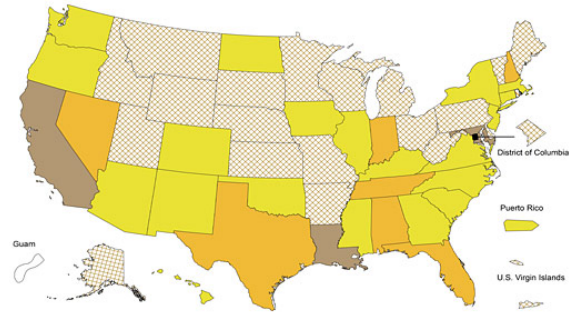 District of Columbia
Puerto Rico
Guam
U.S. Virgin Islands